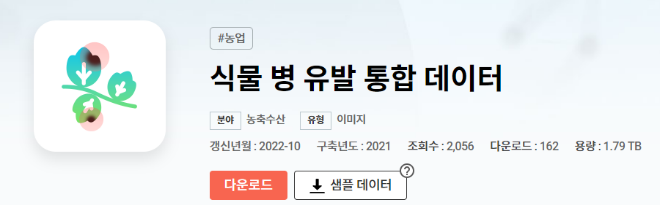 #농업
식물 병 유발 통합 데이터
분야 농축수산 유형 이미지
갱신년월 : 2022-10 구축년도 : 2021 조회수 : 2,056 다운로드 : 162 용량 : 1.79 TB
다운로드 샘플 데이터 ?